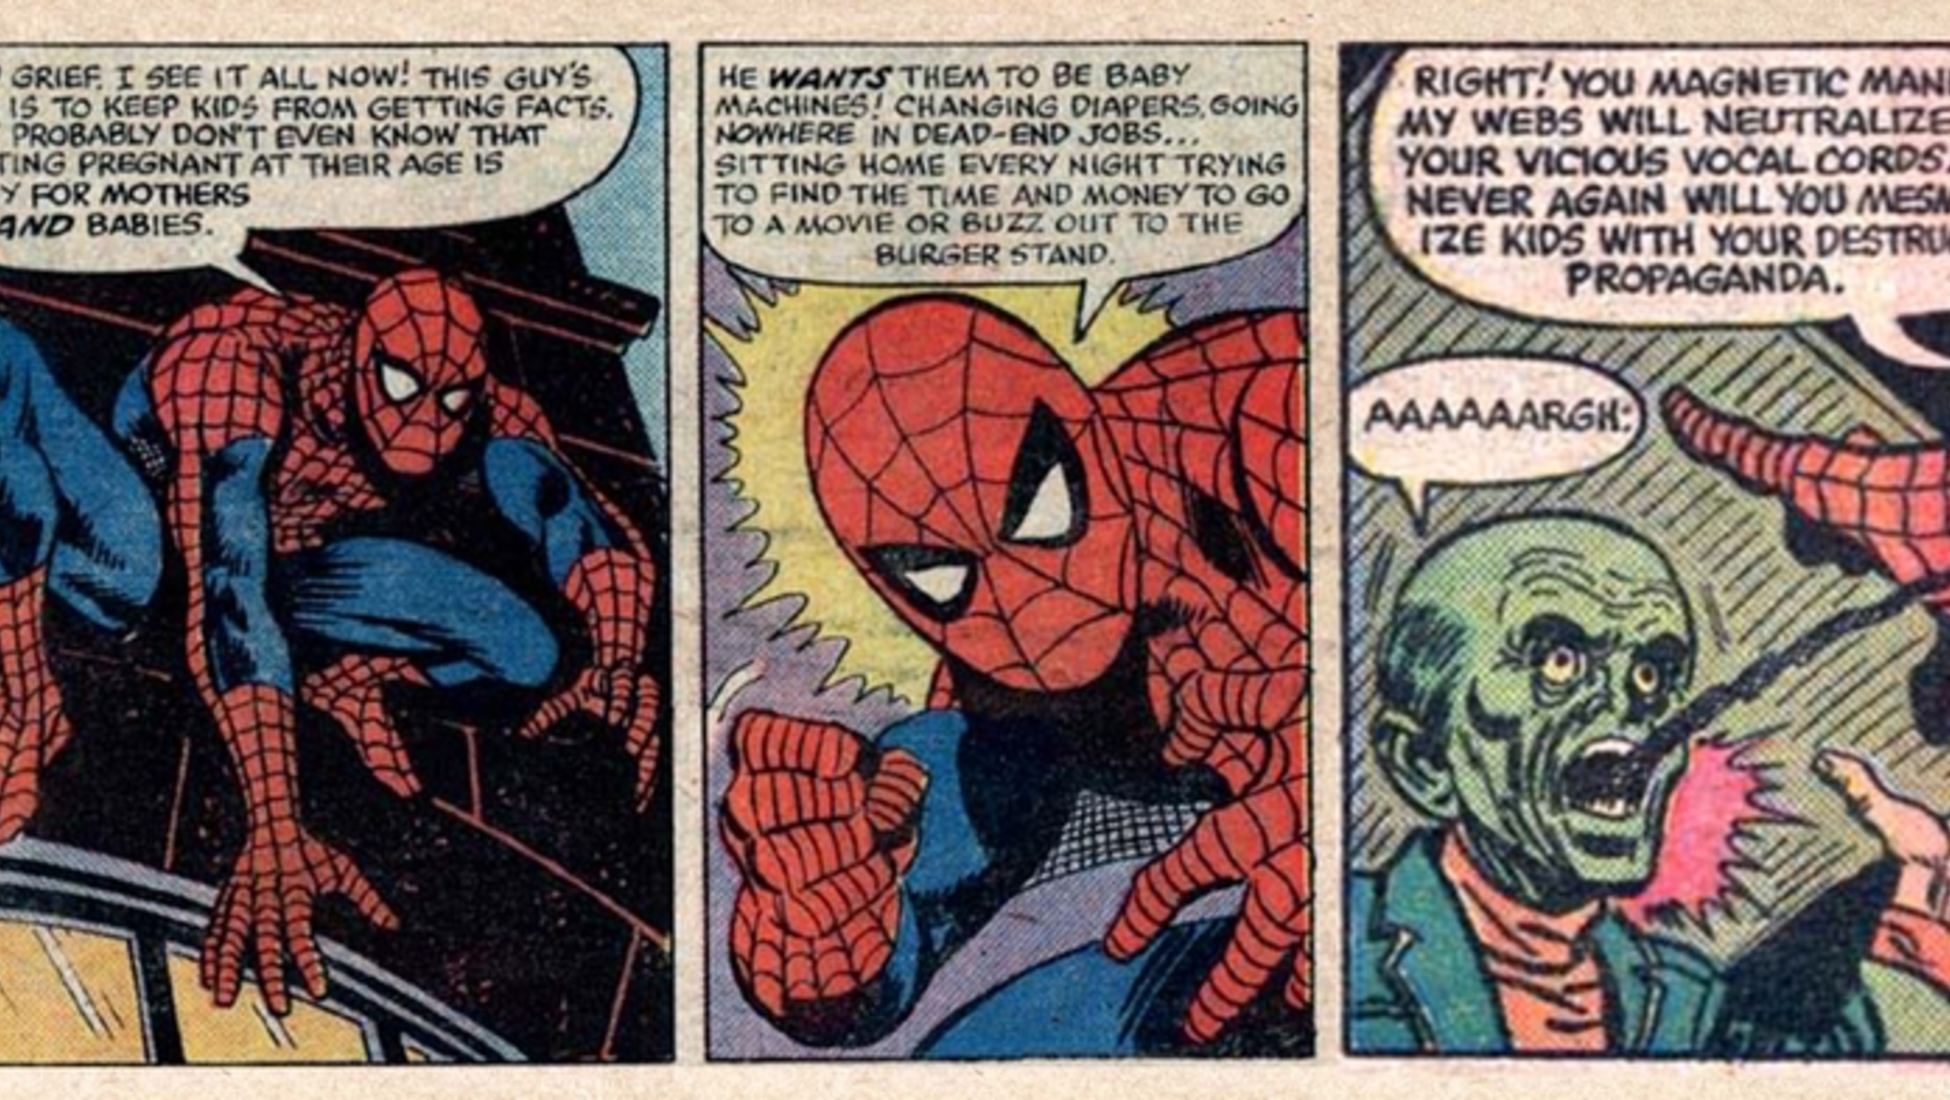 GRIEF. I SEE IT ALL NOW! THIS GUY'S
IS TO KEEP KIDS FROM GETTING FACTS.
PROBABLY DON'T EVEN KNOW THAT
TING PREGNANT AT THEIR AGE IS
Y FOR MOTHERS
AND BABIES.
HE WANTS THEM TO BE BABY
MACHINES! CHANGING DIAPERS, GOING
NOWHERE IN DEAD-END JOBS...
SITTING HOME EVERY NIGHT TRYING
TO FIND THE TIME AND MONEY TO GO
TO A MOVIE OR BUZZ OUT TO THE
BURGER STAND.
RIGHT! YOU MAGNETIC MANI
MY WEBS WILL NEUTRALIZE
YOUR VICIOUS VOCAL CORDS.
NEVER AGAIN WILL YOU MESM
IZE KIDS WITH YOUR DESTRU
PROPAGANDA.
AAAAAAARGH!